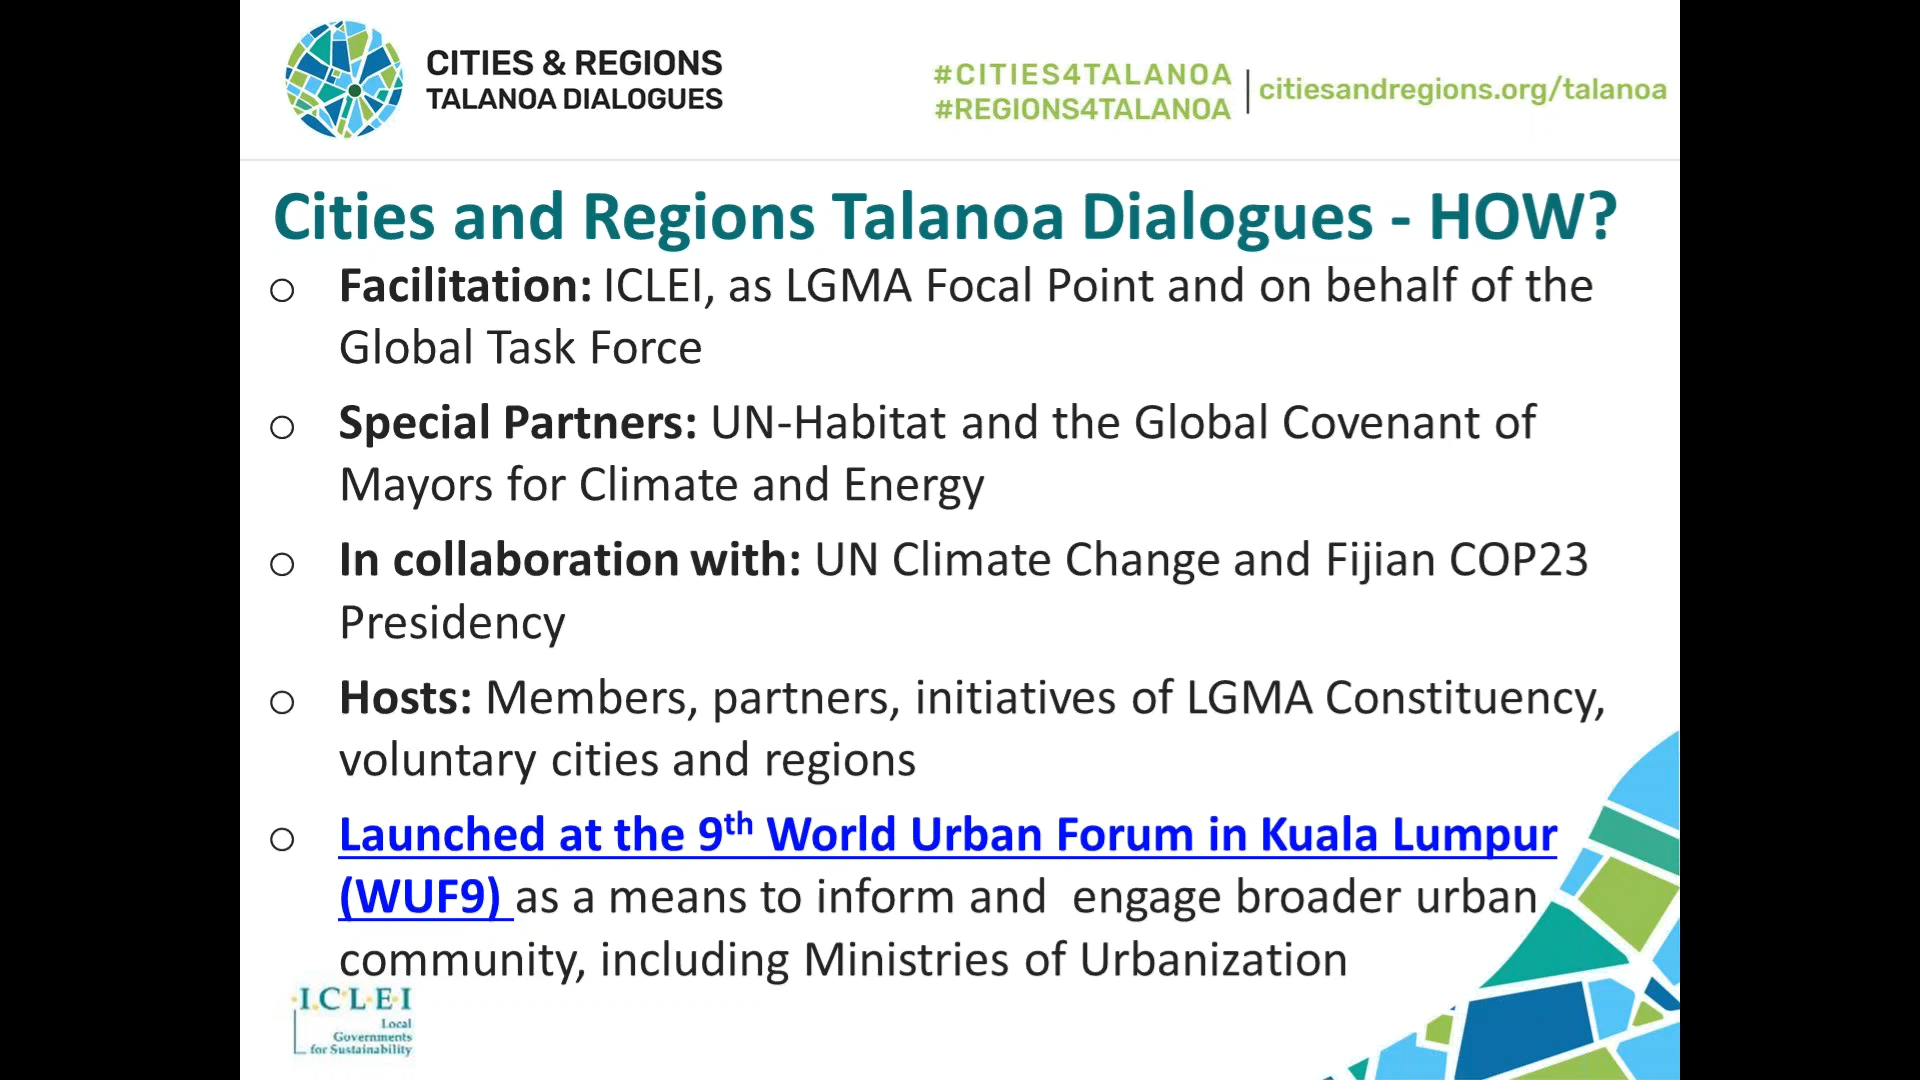 CITIES & REGIONS
TALANOA DIALOGUES
#CITIES4TALANOA
#REGIONS4TALANOA
citiesandregions.org/talanoa
Cities and Regions Talanoa Dialogues - HOW?
Facilitation: ICLEI, as LGMA Focal Point and on behalf of the
Global Task Force
Special Partners: UN-Habitat and the Global Covenant of
Mayors for Climate and Energy
In collaboration with: UN Climate Change and Fijian COP23
Presidency
Hosts: Members, partners, initiatives of LGMA Constituency,
voluntary cities and regions
Launched at the 9th World Urban Forum in Kuala Lumpur
(WUF9) as a means to inform and engage broader urban
community, including Ministries of Urbanization
I.C.L.E.I
Local
Governments
for Sustainability